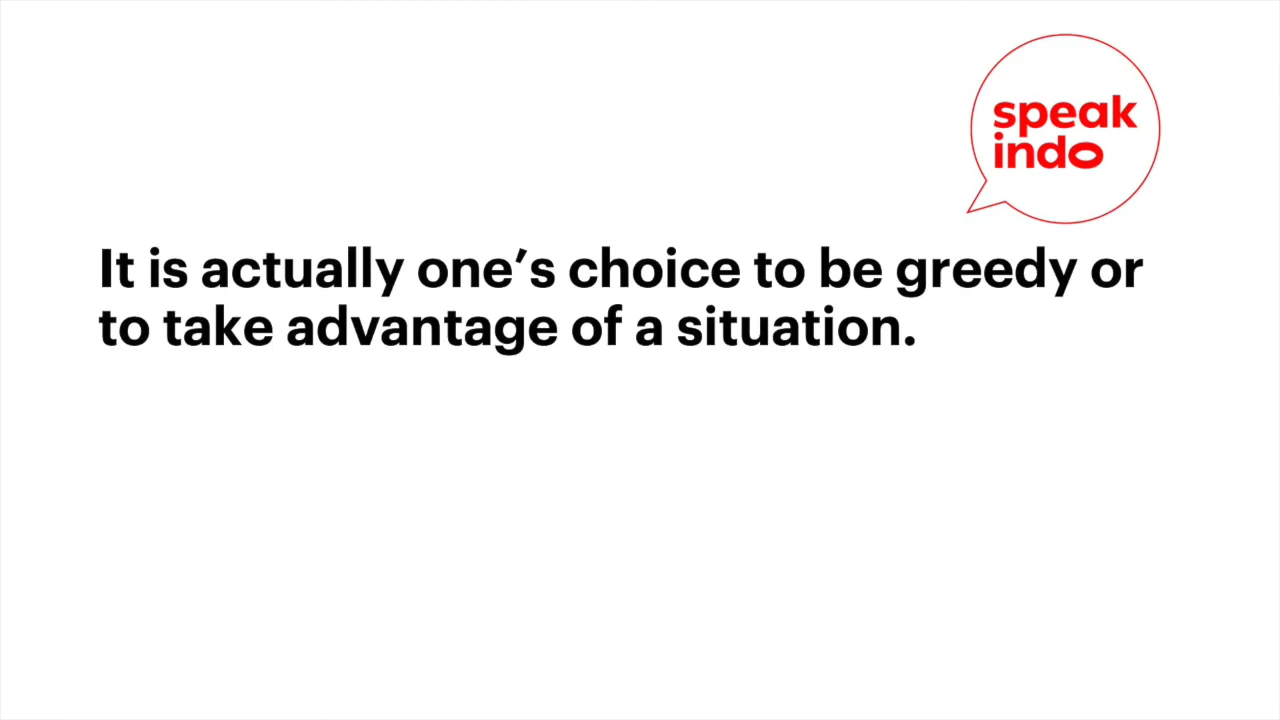 speak
indo
It is actually one’s choice to be greedy or
to take advantage of a situation.